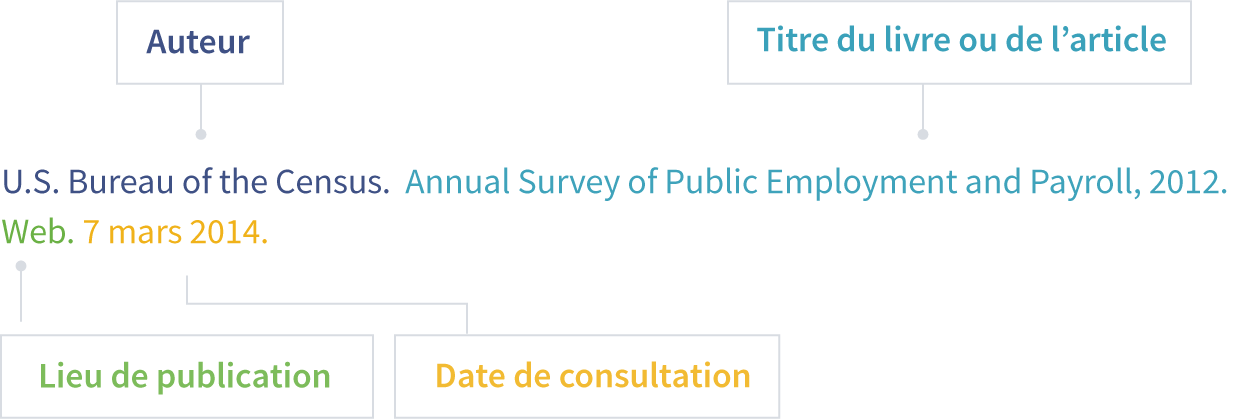 Auteur
Titre du livre ou de l’article
U.S. Bureau of the Census. Annual Survey of Public Employment and Payroll, 2012.
Web. 7 mars 2014.
Lieu de publication
Date de consultation